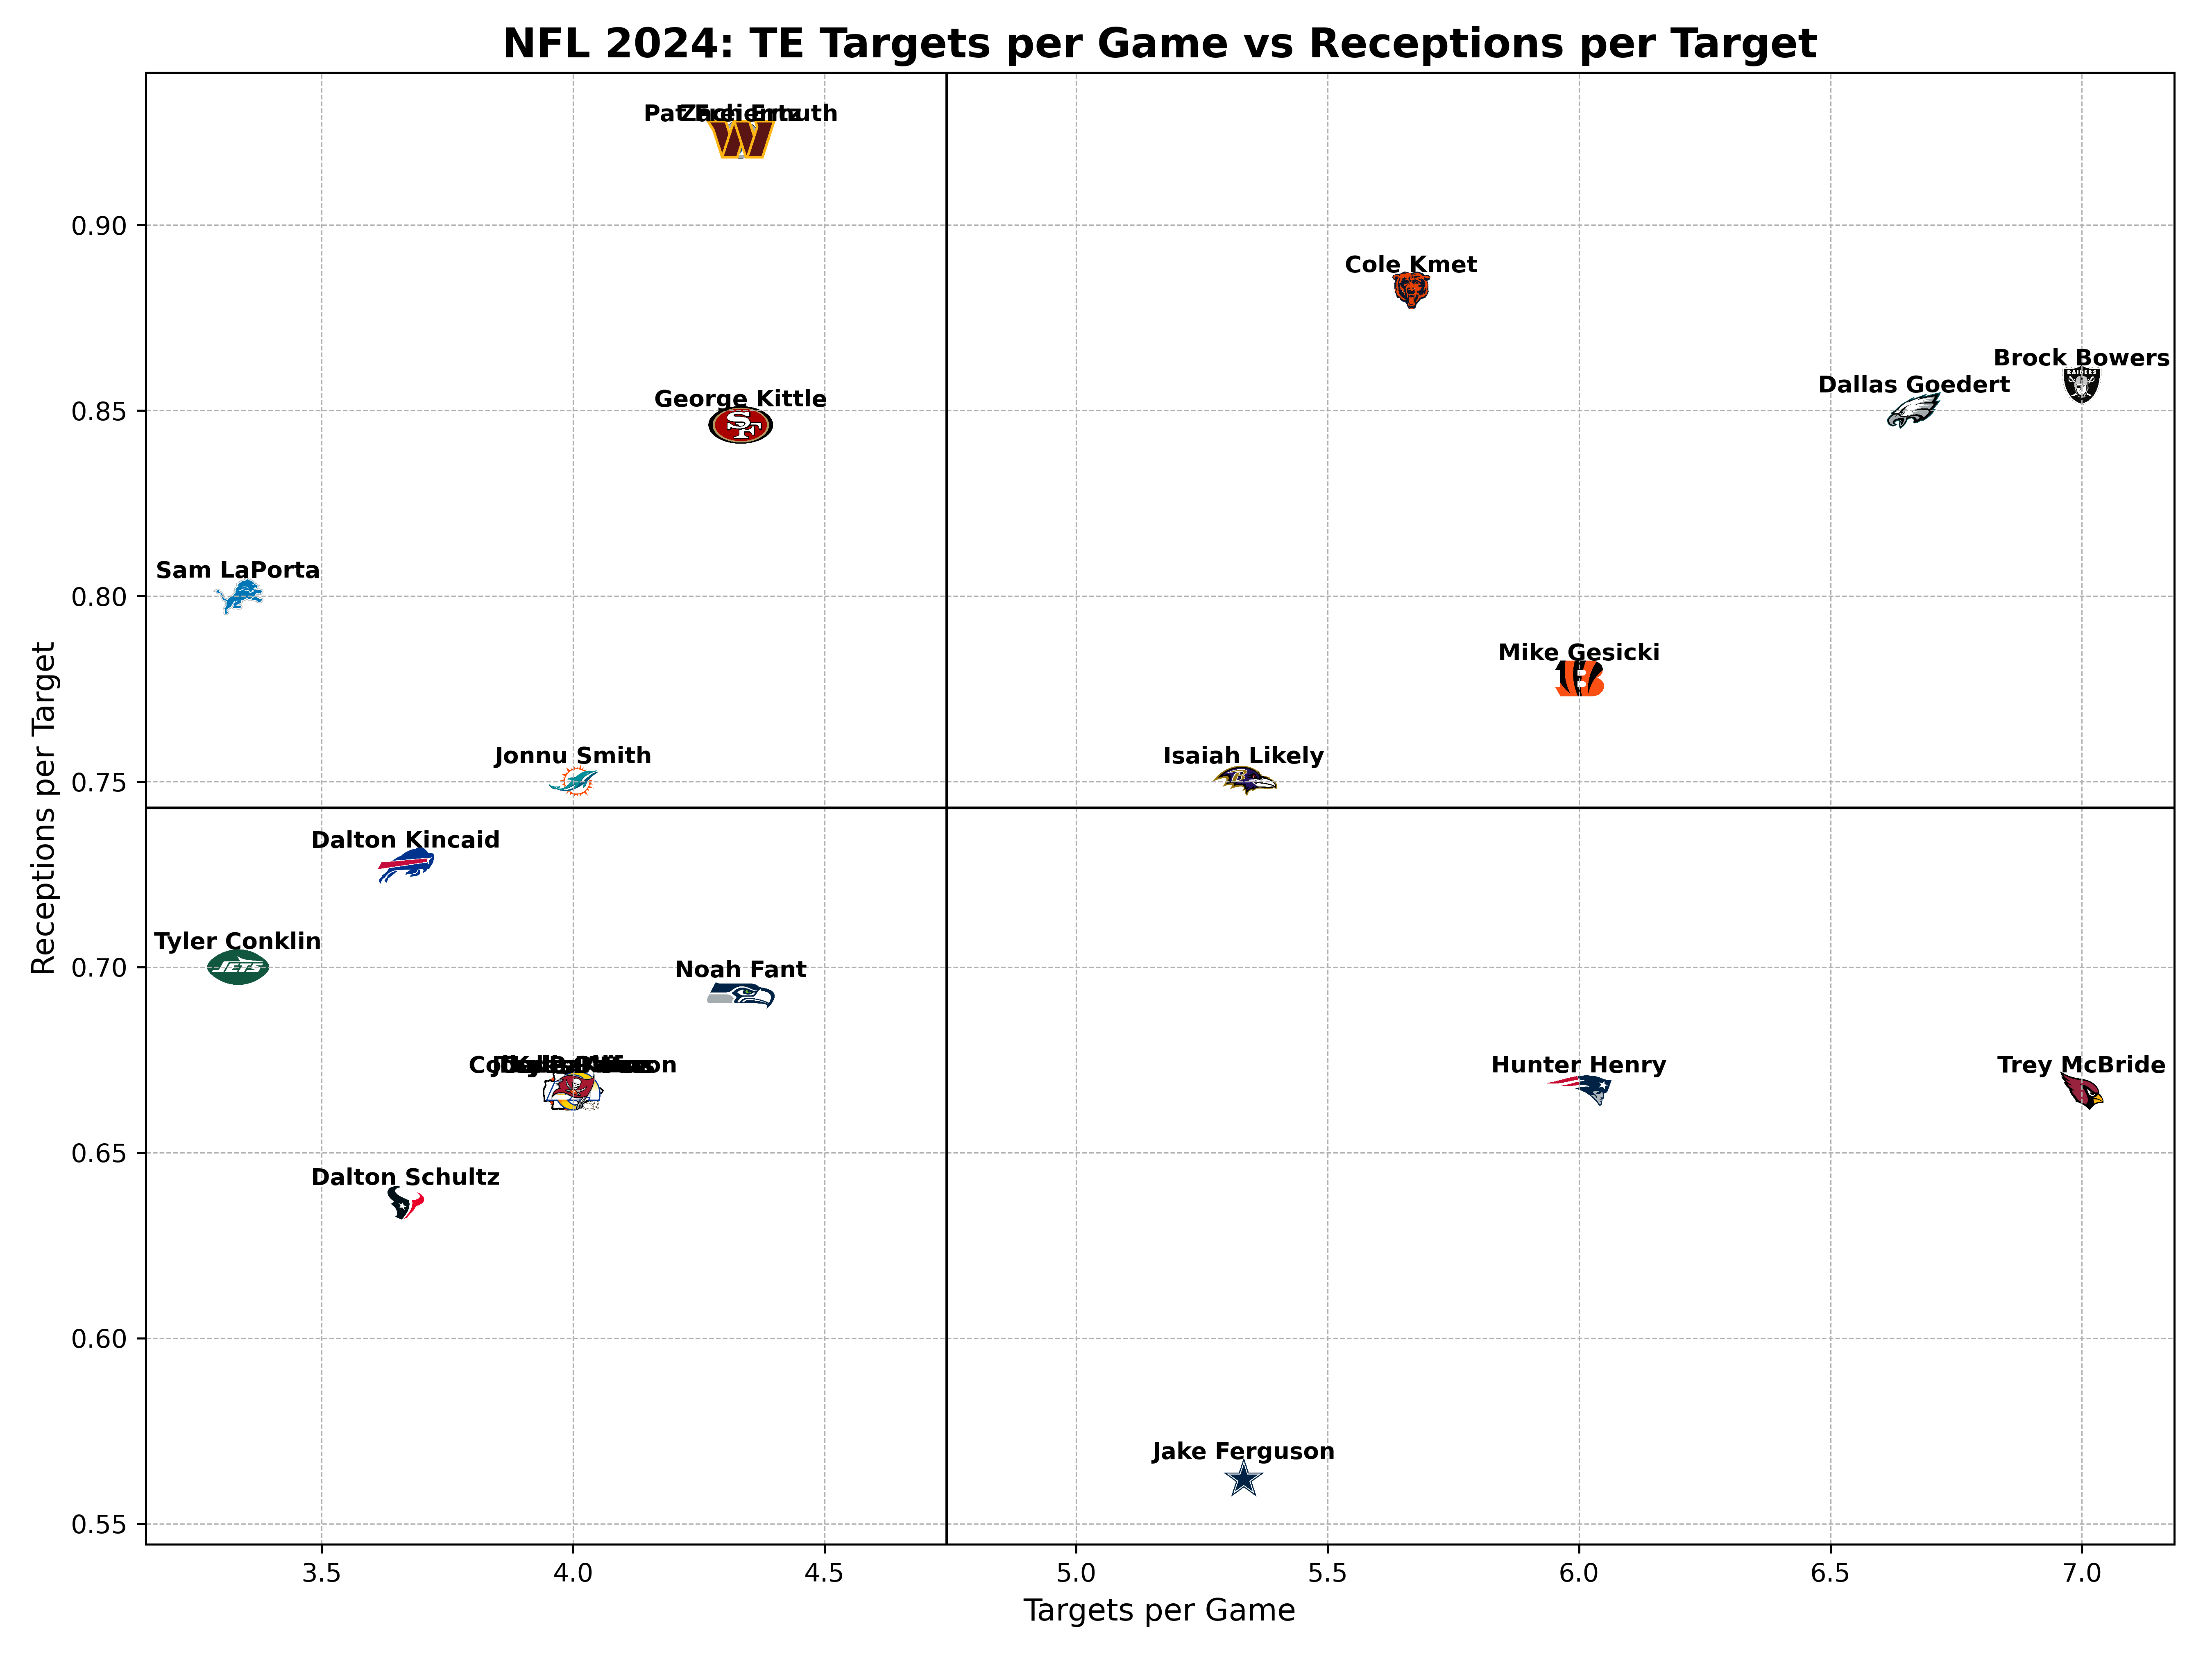 NFL 2024: TE Targets per Game vs Receptions per Target
Cole Kmet
Brock Bowers
RAIDERS
Dallas Goedert
George Kittle
SF
Sam LaPorta
Mike Gesicki
Jonnu Smith
Isaiah Likely
Dalton Kincaid
Tyler Conklin
JETS
Noah Fant
Hunter Henry
Trey McBride
Dalton Schultz
Jake Ferguson
0.90
0.85
0.80
0.75
0.70
0.65
0.60
0.55
Receptions per Target
3.5
4.0
4.5
5.0
5.5
6.0
6.5
7.0
Targets per Game